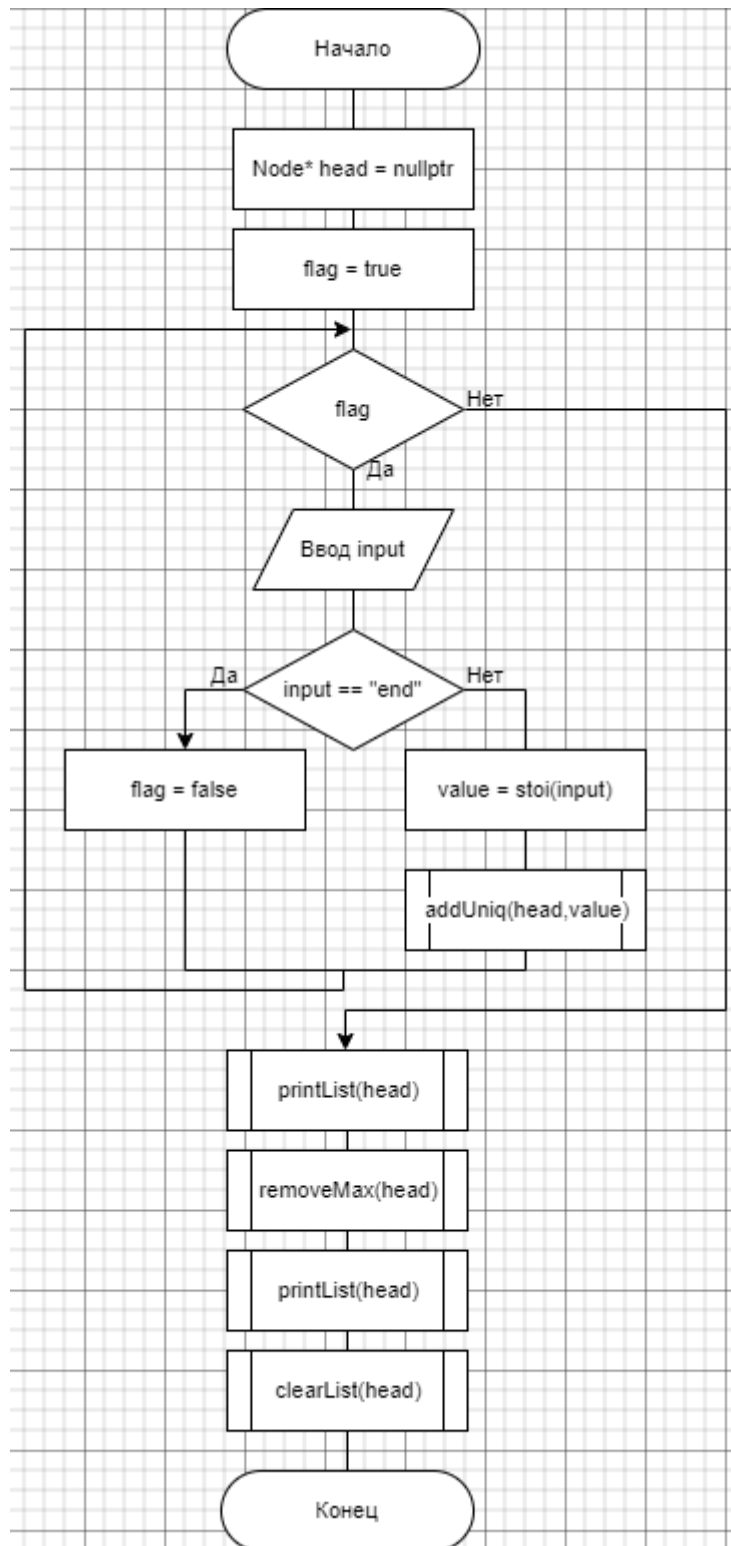 Начало
Node* head = nullptr
flag = true
flag
Нет
Да
Ввод input
Да
input == "end"
Нет
flag = false
value = stoi(input)
addUniq(head,value)
printList(head)
removeMax(head)
printList(head)
clearList(head)
Конец